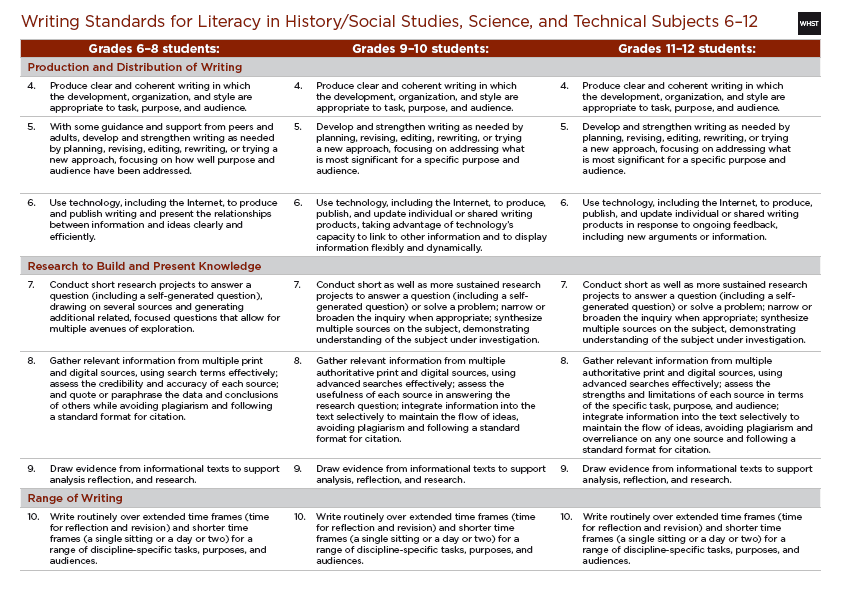 Writing Standards for Literacy in History/Social Studies, Science, and Technical Subjects 6–12
WHST
Grades 6–8 students:
Grades 9–10 students:
Grades 11–12 students:
Production and Distribution of Writing
4. Produce clear and coherent writing in which
the development, organization, and style are
appropriate to task, purpose, and audience.
4. Produce clear and coherent writing in which
the development, organization, and style are
appropriate to task, purpose, and audience.
4. Produce clear and coherent writing in which
the development, organization, and style are
appropriate to task, purpose, and audience.
5. With some guidance and support from peers and
adults, develop and strengthen writing as needed
by planning, revising, editing, rewriting, or trying a
new approach, focusing on how well purpose and
audience have been addressed.
5. Develop and strengthen writing as needed by
planning, revising, editing, rewriting, or trying
a new approach, focusing on addressing what
is most significant for a specific purpose and
audience.
5. Develop and strengthen writing as needed by
planning, revising, editing, rewriting, or trying
a new approach, focusing on addressing what
is most significant for a specific purpose and
audience.
6. Use technology, including the Internet, to produce
and publish writing and present the relationships
between information and ideas clearly and
efficiently.
6. Use technology, including the Internet, to produce,
publish, and update individual or shared writing
products, taking advantage of technology's
capacity to link to other information and to display
information flexibly and dynamically.
6. Use technology, including the Internet, to produce,
publish, and update individual or shared writing
products in response to ongoing feedback,
including new arguments or information.
Research to Build and Present Knowledge
7. Conduct short research projects to answer a
question (including a self-generated question),
drawing on several sources and generating
additional related, focused questions that allow for
multiple avenues of exploration.
7. Conduct short as well as more sustained research
projects to answer a question (including a self-
generated question) or solve a problem; narrow or
broaden the inquiry when appropriate; synthesize
multiple sources on the subject, demonstrating
understanding of the subject under investigation.
7. Conduct short as well as more sustained research
projects to answer a question (including a self-
generated question) or solve a problem; narrow or
broaden the inquiry when appropriate; synthesize
multiple sources on the subject, demonstrating
understanding of the subject under investigation.
8. Gather relevant information from multiple print
and digital sources, using search terms effectively;
assess the credibility and accuracy of each source;
and quote or paraphrase the data and conclusions
of others while avoiding plagiarism and following
a standard format for citation.
8. Gather relevant information from multiple
authoritative print and digital sources, using
advanced searches effectively; assess the
usefulness of each source in answering the
research question; integrate information into the
text selectively to maintain the flow of ideas,
avoiding plagiarism and following a standard
format for citation.
8. Gather relevant information from multiple
authoritative print and digital sources, using
advanced searches effectively; assess the
strengths and limitations of each source in terms
of the specific task, purpose, and audience;
integrate information into the text selectively to
maintain the flow of ideas, avoiding plagiarism and
overreliance on any one source and following a
standard format for citation.
9. Draw evidence from informational texts to support
analysis reflection, and research.
9. Draw evidence from informational texts to support
analysis, reflection, and research.
9. Draw evidence from informational texts to support
analysis, reflection, and research.
Range of Writing
10. Write routinely over extended time frames (time
for reflection and revision) and shorter time
frames (a single sitting or a day or two) for a
range of discipline-specific tasks, purposes, and
audiences.
10. Write routinely over extended time frames (time
for reflection and revision) and shorter time
frames (a single sitting or a day or two) for a
range of discipline-specific tasks, purposes, and
audiences.
10. Write routinely over extended time frames (time
for reflection and revision) and shorter time
frames (a single sitting or a day or two) for a
range of discipline-specific tasks, purposes, and
audiences.